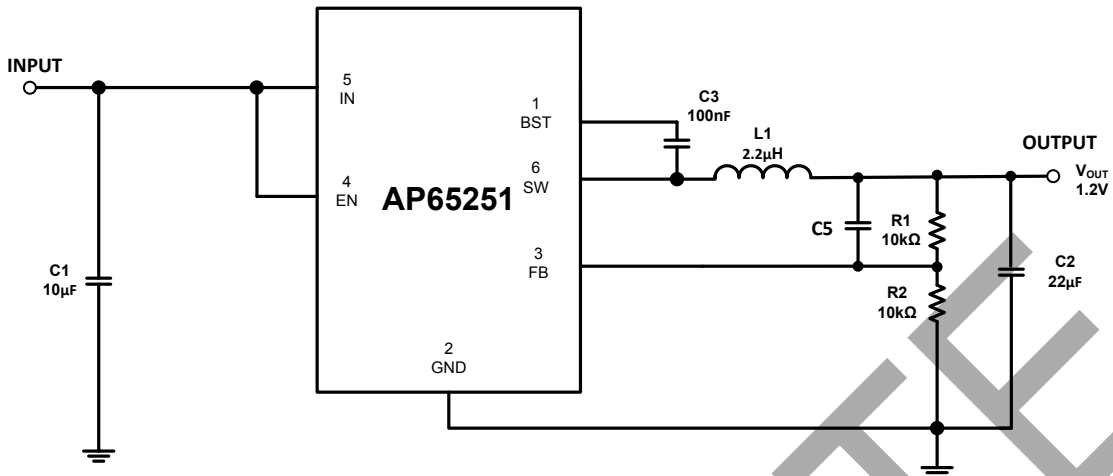 INPUT
C1
10µF
5
IN
4
EN
AP65251
1
BST
6
SW
3
FB
2
GND
C3
100nF
L1
2.2µH
C5
R1
10kΩ
R2
10kΩ
C2
22µF
OUTPUT
VOUT
1.2V